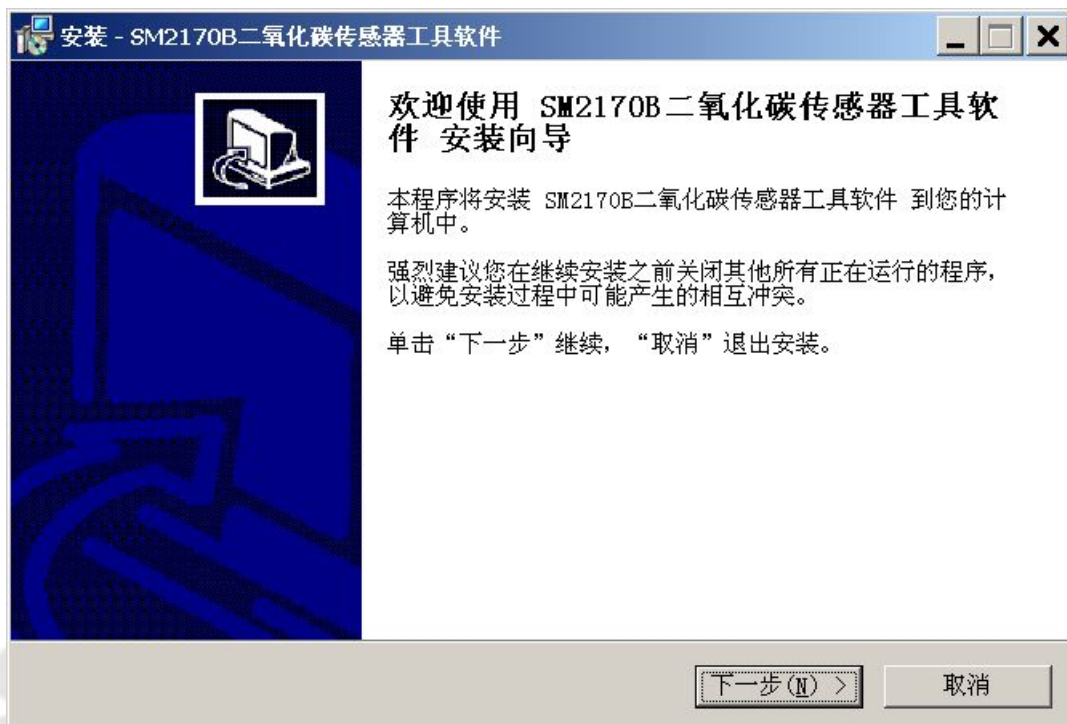 安装 - SM2170B二氧化碳传感器工具软件
欢迎使用 SM2170B二氧化碳传感器工具软
件 安装向导
本程序将安装 SM2170B二氧化碳传感器工具软件 到您的计
算机中。
强烈建议您在继续安装之前关闭其他所有正在运行的程序，
以避免安装过程中可能产生的相互冲突。
单击“下一步”继续，“取消”退出安装。
下一步(N) >
取消